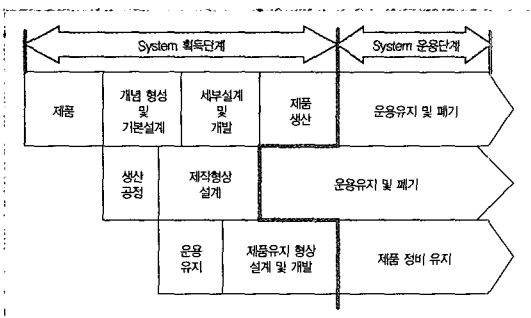 System 획득단계
System 운용단계
제품
개념 형성
및
기본설계
세부설계
및
개발
제품
생산
운용유지 및 폐기
생산
공정
제작형상
설계
운용유지 및 폐기
운용
유지
제품유지 형상
설계 및 개발
제품 정비 유지